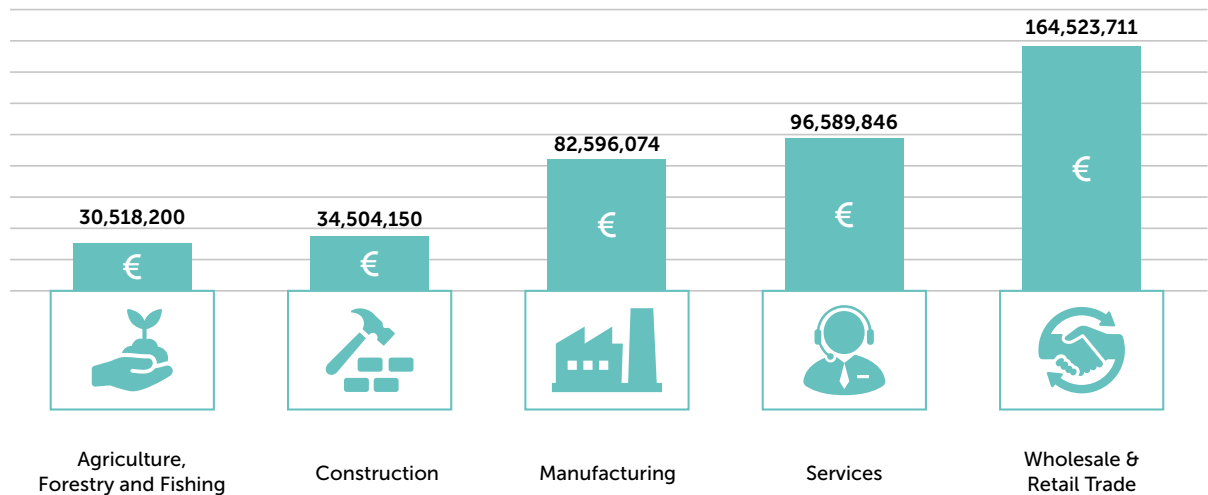 164,523,711
96,589,846
82,596,074
30,518,200
34,504,150
€
€
€
€
€
Agriculture,
Forestry and Fishing
Construction
Manufacturing
Services
Wholesale &
Retail Trade